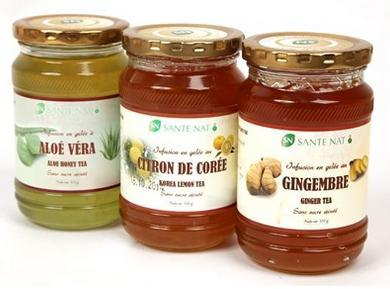 SN SANTE NAT
Infusion en gelée à
ALOÉ VÉRA
ALOE HONEY TEA
Sans sucre ajouté
SN SANTE NAT
Infusion en gelée au
CITRON DE CORÉE
KOREA LEMON TEA
Sans sucre ajouté
SN SANTE NAT
Infusion en gelée au
GINGEMBRE
GINGER TEA
Sans sucre ajouté